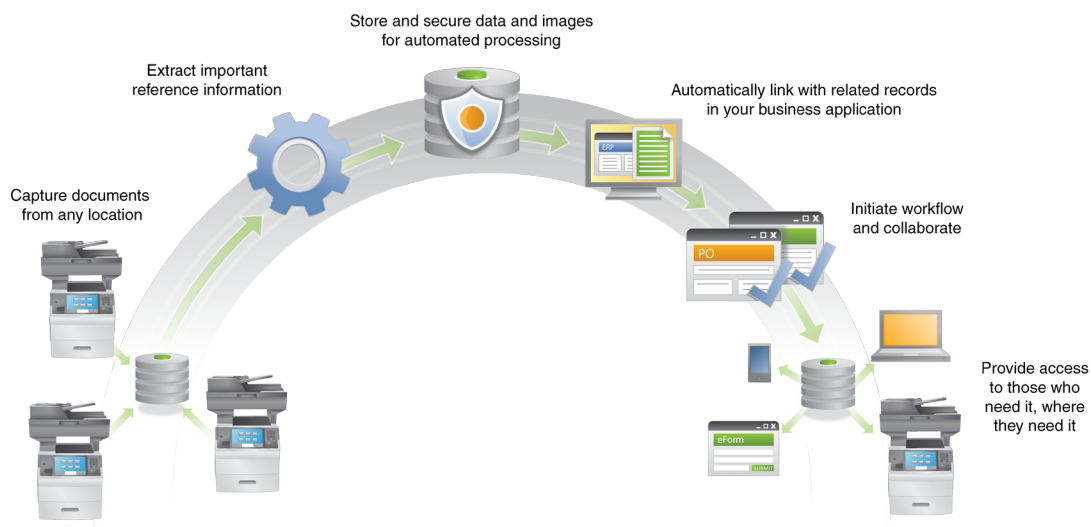 Store and secure data and images
for automated processing
Extract important
reference information
Automatically link with related records
in your business application
ERP
Capture documents
from any location
Initiate workflow
and collaborate
PO
Provide access
to those who
need it, where
they need it
eForm
SUBMIT